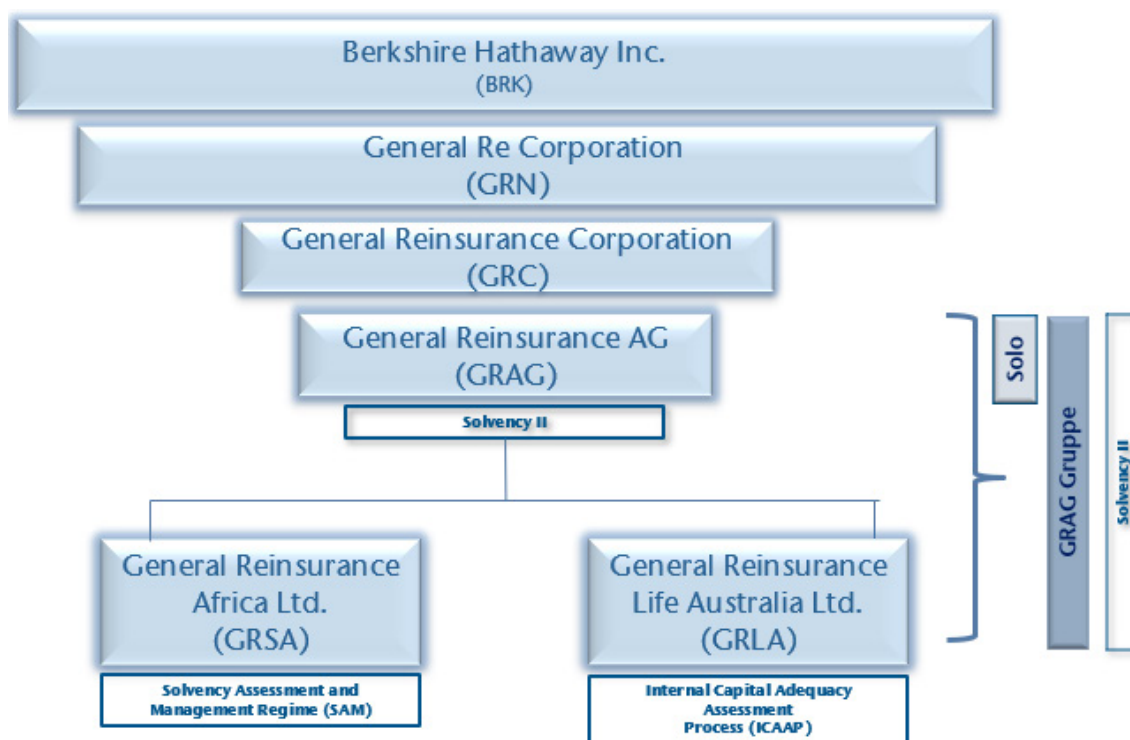 Berkshire Hathaway Inc.
(BRK)
General Re Corporation
(GRN)
General Reinsurance Corporation
(GRC)
General Reinsurance AG
(GRAG)
Solvency II
Solo
GRAG Gruppe
Solvency II
General Reinsurance
Africa Ltd.
(GRSA)
Solvency Assessment and
Management Regime (SAM)
General Reinsurance
Life Australia Ltd.
(GRLA)
Internal Capital Adequacy
Assessment
Process (ICAAP)